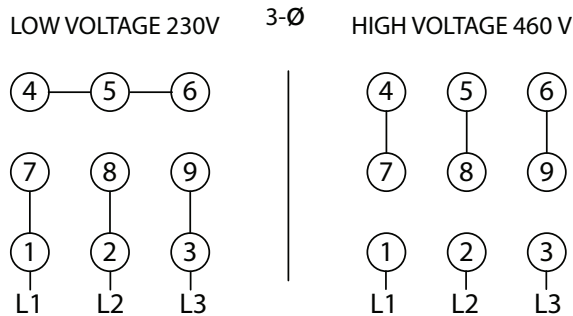 LOW VOLTAGE 230V
3-Ø
HIGH VOLTAGE 460 V
4 5 6
7 8 9
1 2 3
L1 L2 L3
4 5 6
7 8 9
1 2 3
L1 L2 L3